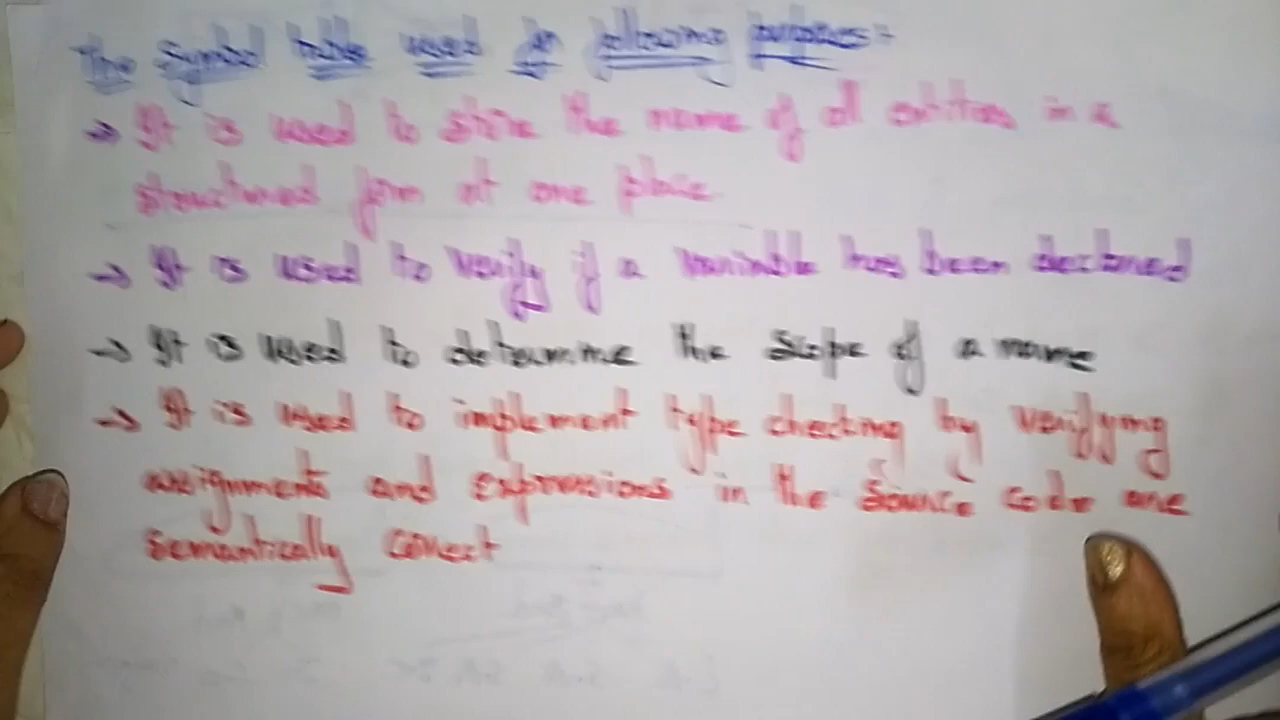 The Symbol table used for following purposes:-
→ It is used to store the name of all entities in a
structured form at one place
→ It is used to verify if a variable has been declared
→ It is used to determine the scope of a name
→ It is used to implement type checking by verifying
assignments and expressions in the source code are
semantically correct